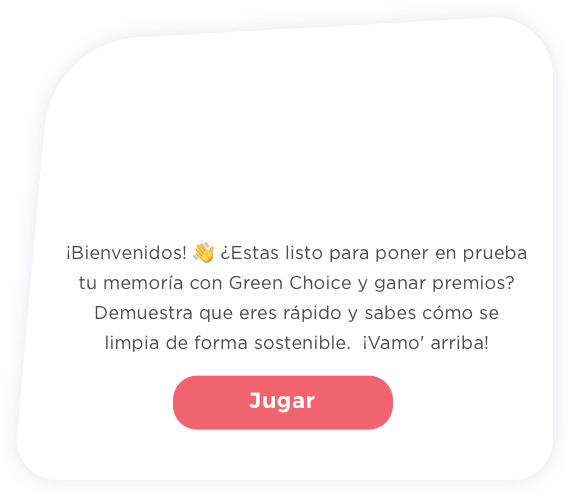 ¡Bienvenidos! 👋 ¿Estas listo para poner en prueba
tu memoría con Green Choice y ganar premios?
Demuestra que eres rápido y sabes cómo se
limpia de forma sostenible. ¡Vamo' arriba!
Jugar